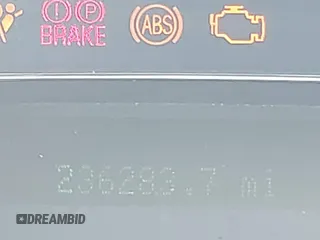 BRAKE
ABS
236283.7 mi
DREAMBID